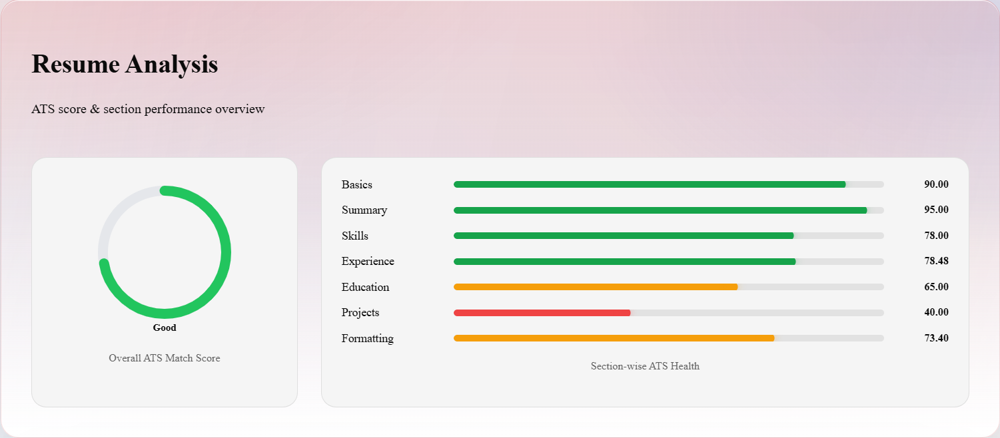 Resume Analysis
ATS score & section performance overview
Good
Overall ATS Match Score
Basics 90.00
Summary 95.00
Skills 78.00
Experience 78.48
Education 65.00
Projects 40.00
Formatting 73.40
Section-wise ATS Health